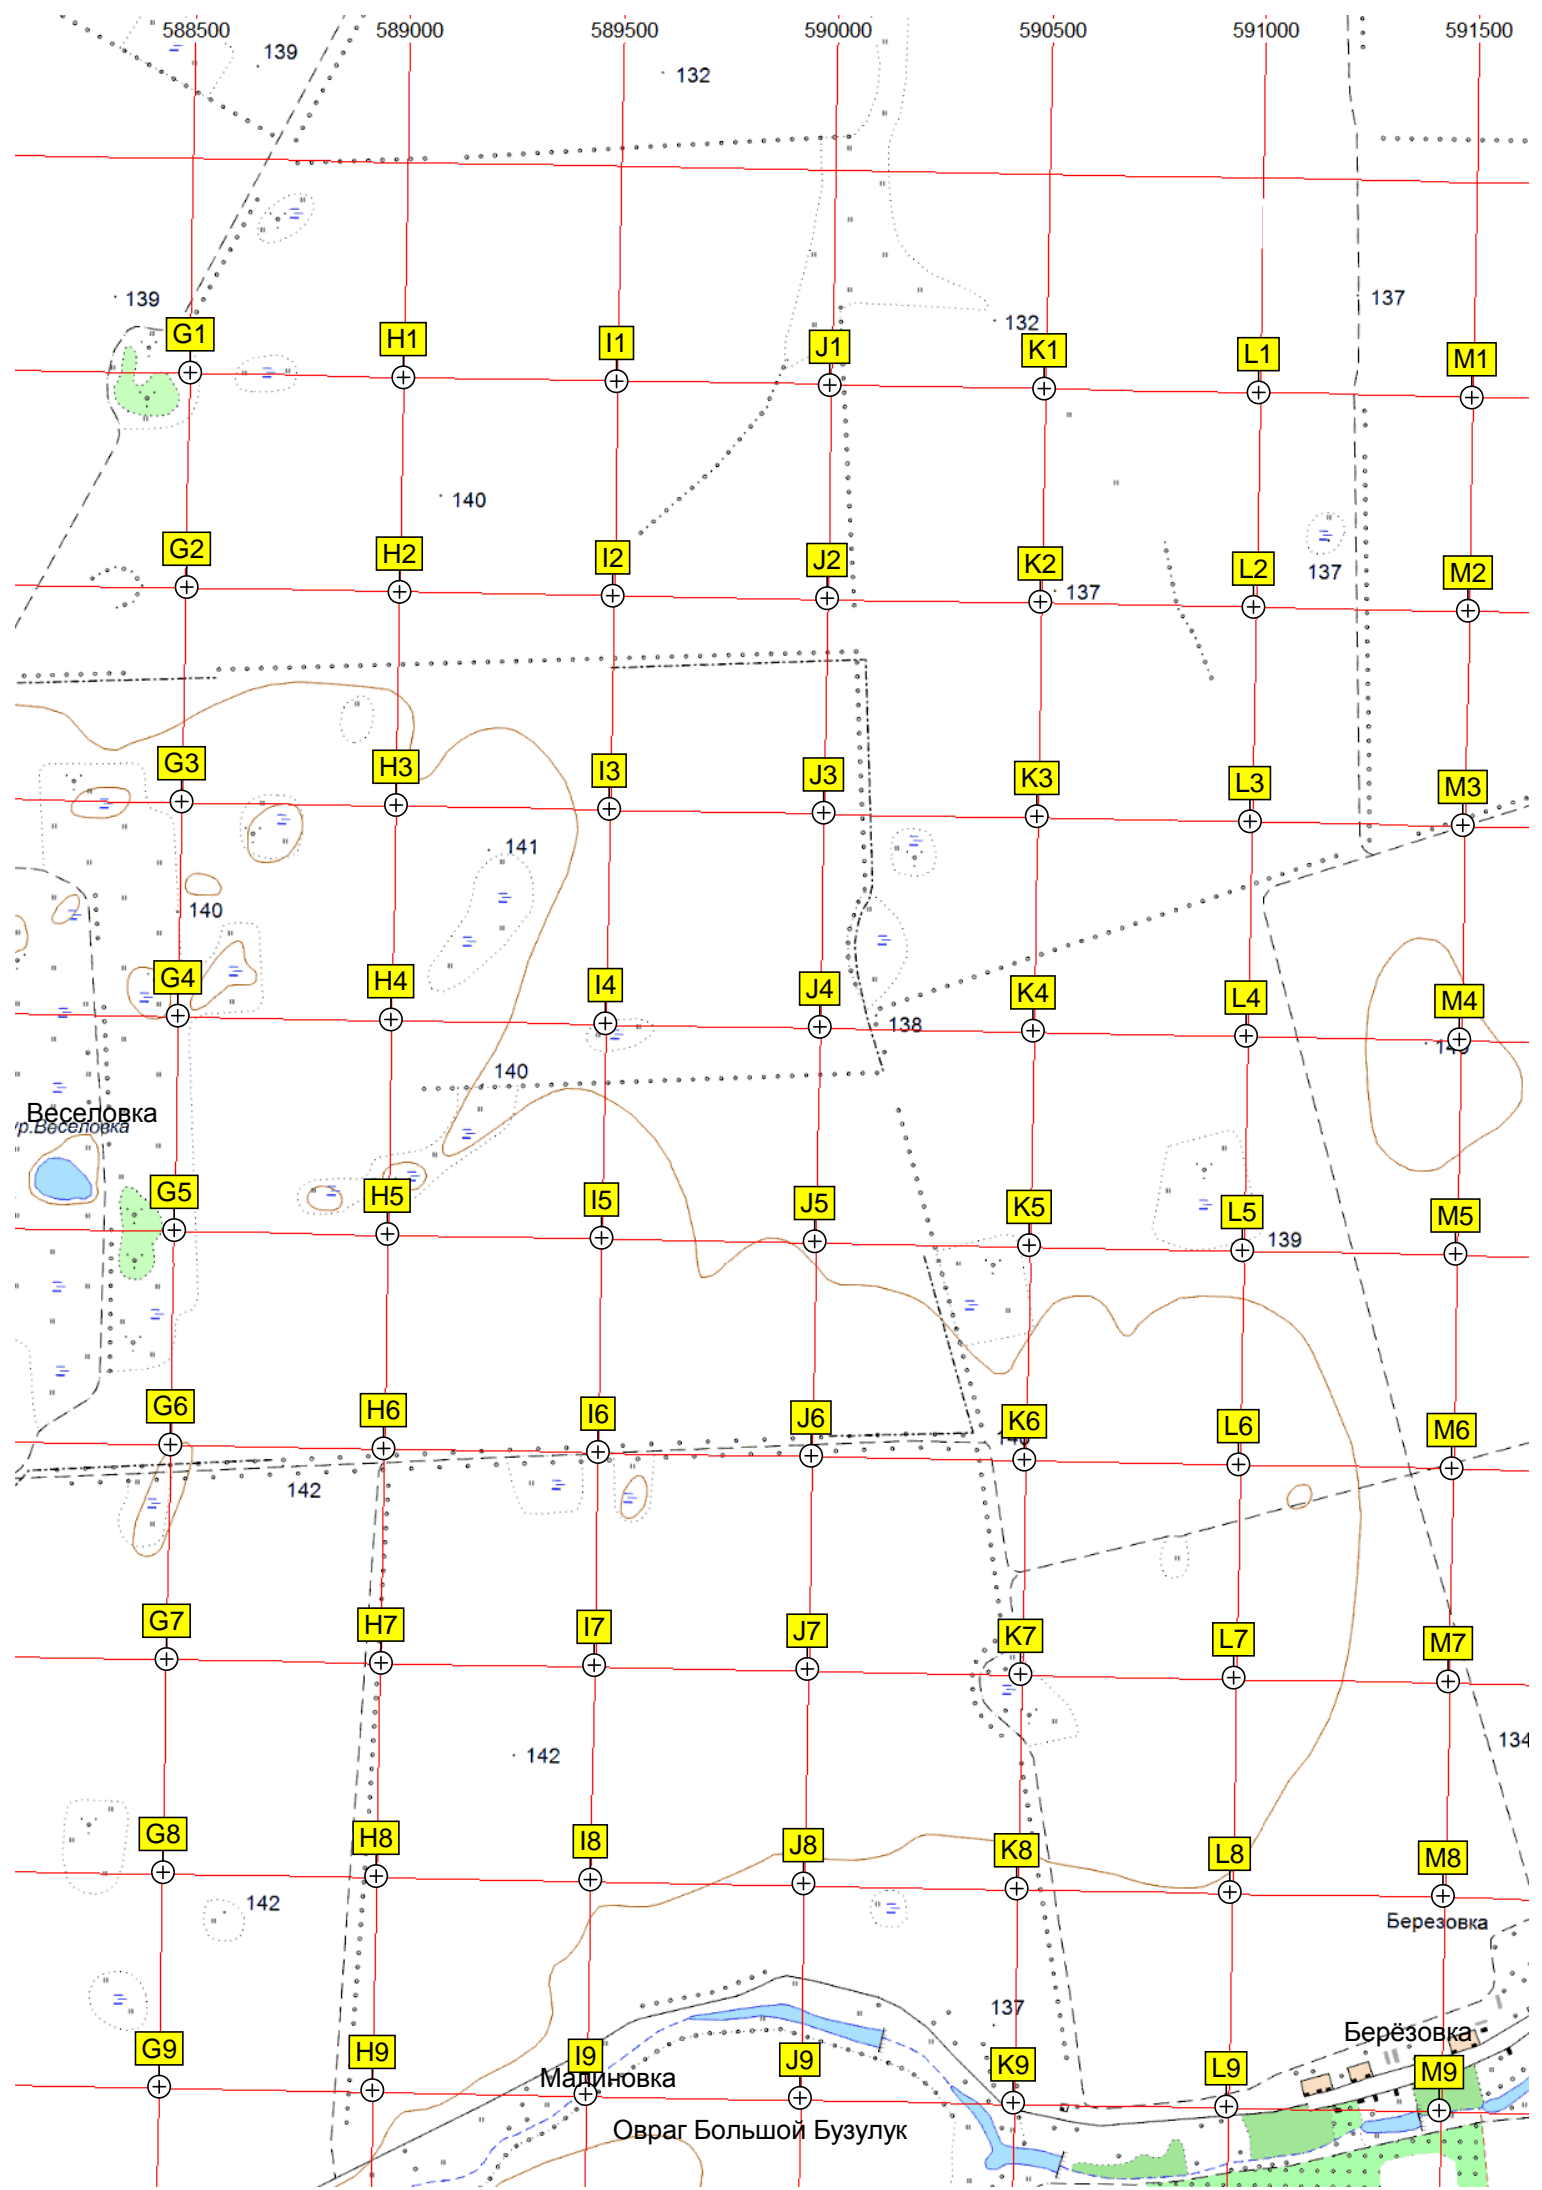 588500 589000 589500 590000 590500 591000 591500
139
132
139
137
132
G1 H1 I1 J1 K1 L1 M1
140
G2 H2 I2 J2 K2 L2 M2
137
137
G3 H3 I3 J3 K3 L3 M3
141
140
G4 H4 I4 J4 K4 L4 M4
138
140
Веселовка
ур.Веселовка
G5 H5 I5 J5 K5 L5 M5
139
G6 H6 I6 J6 K6 L6 M6
142
G7 H7 I7 J7 K7 L7 M7
134
142
G8 H8 I8 J8 K8 L8 M8
142
Березовка
137
Берёзовка
G9 H9 I9 J9 K9 L9 M9
Малиновка
Овраг Большой Бузулук